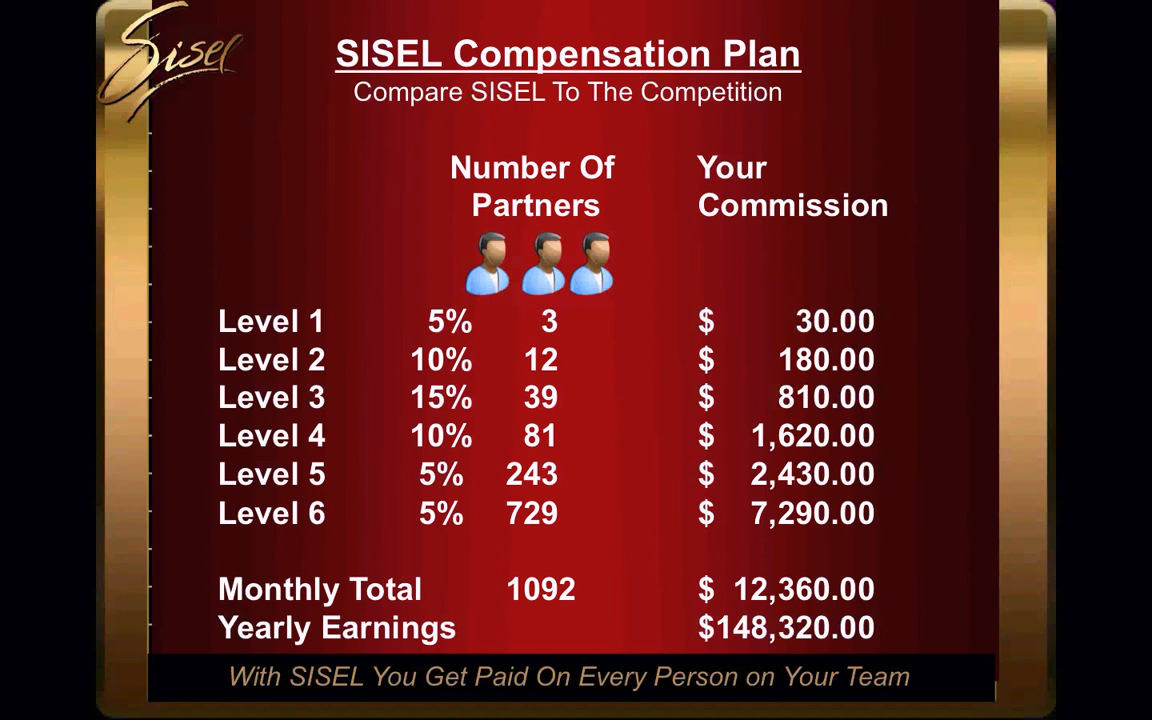 Sisel
SISEL Compensation Plan
Compare SISEL To The Competition
Number Of Your
Partners Commission
Level 1 5% 3 $ 30.00
Level 2 10% 12 $ 180.00
Level 3 15% 39 $ 810.00
Level 4 10% 81 $ 1,620.00
Level 5 5% 243 $ 2,430.00
Level 6 5% 729 $ 7,290.00
Monthly Total 1092 $ 12,360.00
Yearly Earnings $148,320.00
With SISEL You Get Paid On Every Person on Your Team